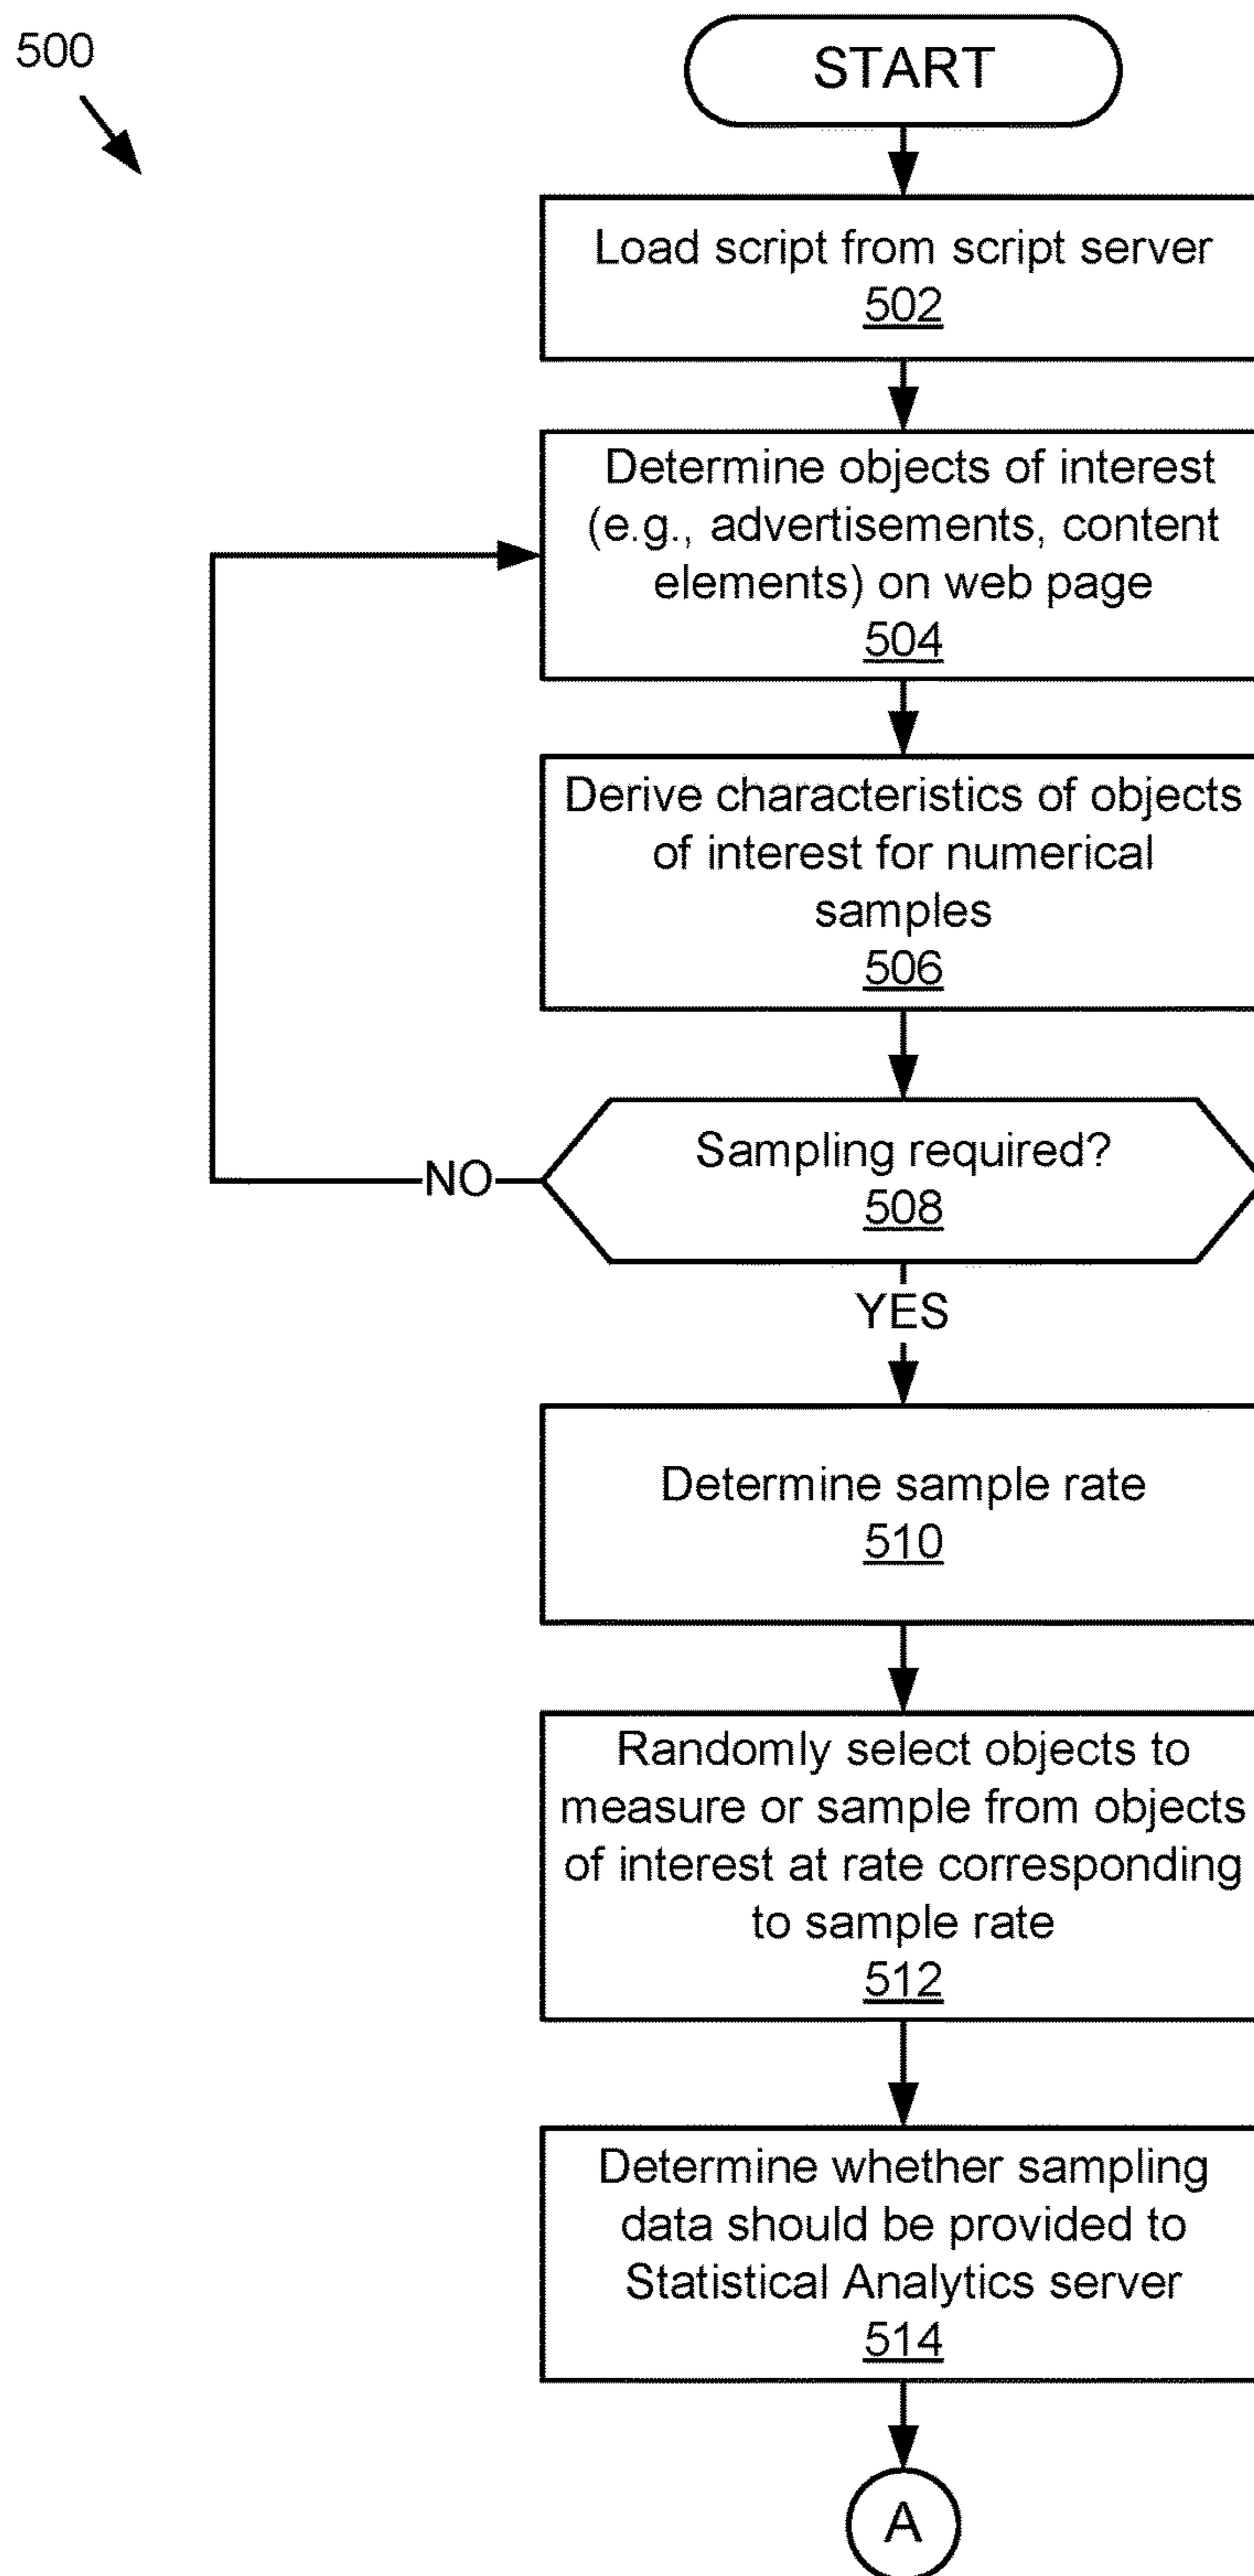 500
START
Load script from script server
502
Determine objects of interest
(e.g., advertisements, content
elements) on web page
504
Derive characteristics of objects
of interest for numerical
samples
506
Sampling required?
508
NO
YES
Determine sample rate
510
Randomly select objects to
measure or sample from objects
of interest at rate corresponding
to sample rate
512
Determine whether sampling
data should be provided to
Statistical Analytics server
514
A